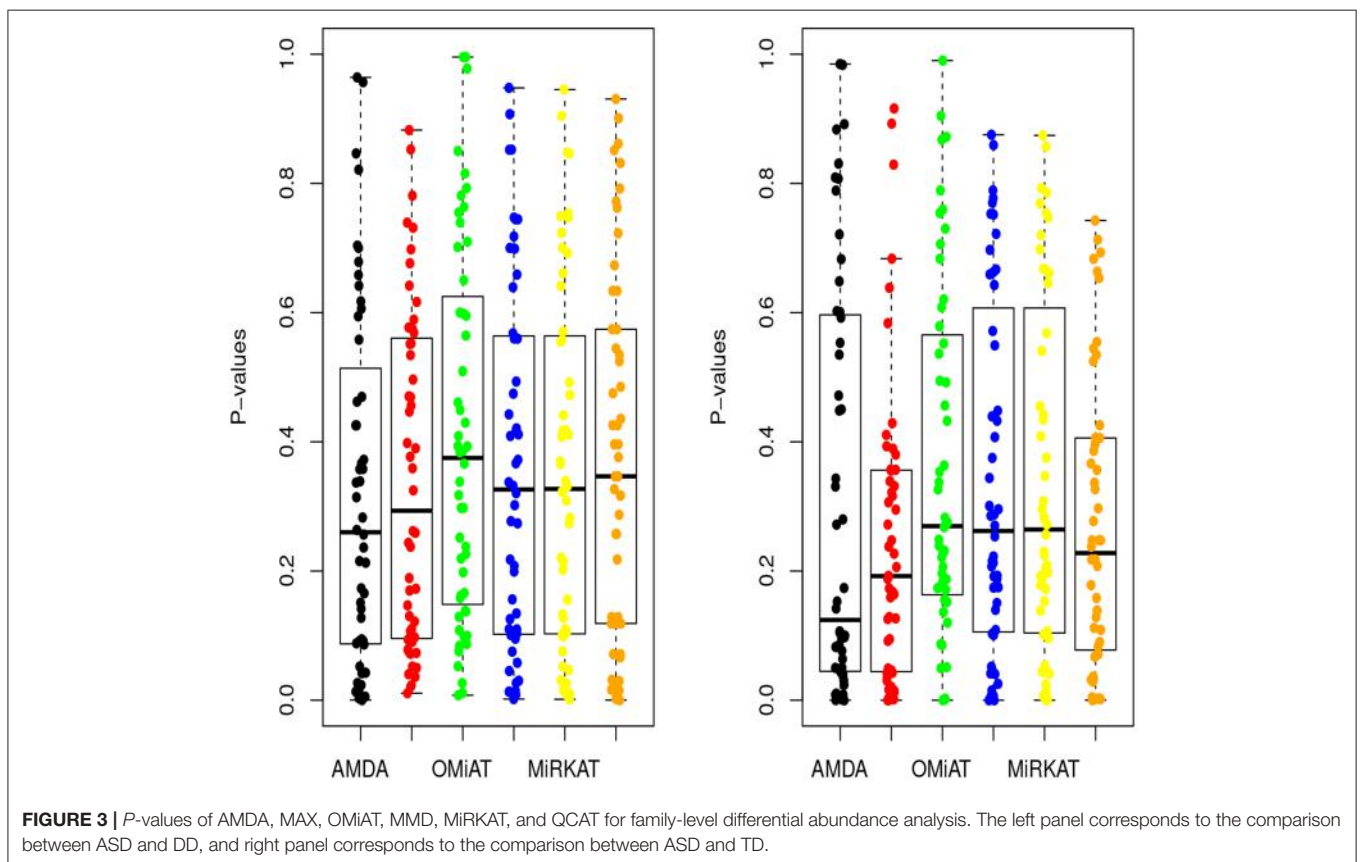 P-values
1.0
0.8
0.6
0.4
0.2
0.0
AMDA OMiAT MiRKAT
P-values
1.0
0.8
0.6
0.4
0.2
0.0
AMDA OMiAT MiRKAT
FIGURE 3 | P-values of AMDA, MAX, OMiAT, MMD, MiRKAT, and QCAT for family-level differential abundance analysis. The left panel corresponds to the comparison
between ASD and DD, and right panel corresponds to the comparison between ASD and TD.